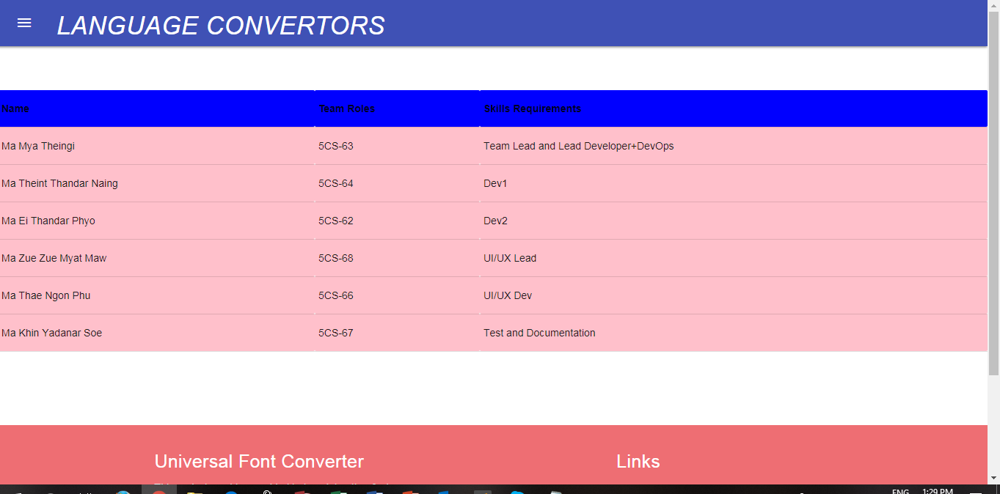 LANGUAGE CONVERTORS
Name Team Roles Skills Requirements
Ma Mya Theingi 5CS-63 Team Lead and Lead Developer+DevOps
Ma Theint Thandar Naing 5CS-64 Dev1
Ma Ei Thandar Phyo 5CS-62 Dev2
Ma Zue Zue Myat Maw 5CS-68 UI/UX Lead
Ma Thae Ngon Phu 5CS-66 UI/UX Dev
Ma Khin Yadanar Soe 5CS-67 Test and Documentation
Universal Font Converter Links
ENG 1:29 PM